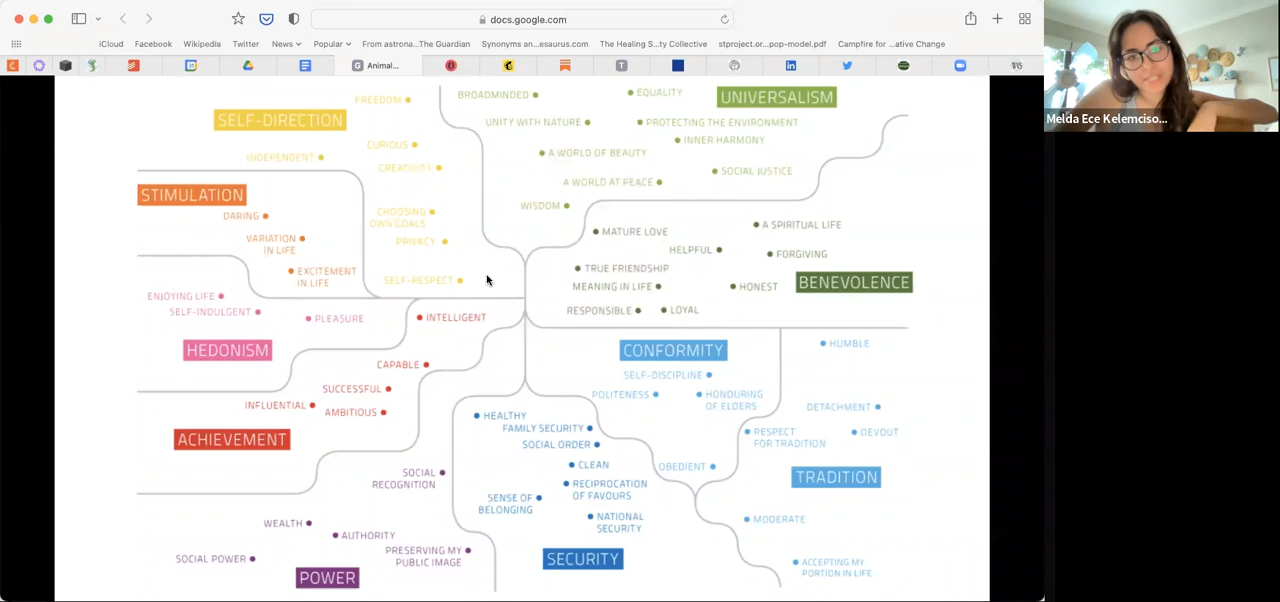 docs.google.com
iCloud
Facebook
Wikipedia
Twitter
News
Popular
From astrona...The Guardian
Synonyms an...esaurus.com
The Healing S...ty Collective
stproject.or...pop-model.pdf
Campfire for ...ative Change
Animal...
WIS
Melda Ece Kelemciso...
SELF-DIRECTION
FREEDOM
INDEPENDENT
CURIOUS
CREATIVITY
CHOOSING
OWN GOALS
PRIVACY
SELF-RESPECT
BROADMINDED
EQUALITY
UNIVERSALISM
UNITY WITH NATURE
PROTECTING THE ENVIRONMENT
INNER HARMONY
A WORLD OF BEAUTY
SOCIAL JUSTICE
A WORLD AT PEACE
WISDOM
STIMULATION
DARING
VARIATION
IN LIFE
EXCITEMENT
IN LIFE
MATURE LOVE
A SPIRITUAL LIFE
HELPFUL
FORGIVING
TRUE FRIENDSHIP
MEANING IN LIFE
HONEST
BENEVOLENCE
RESPONSIBLE
LOYAL
ENJOYING LIFE
SELF-INDULGENT
PLEASURE
HEDONISM
INTELLIGENT
CAPABLE
SUCCESSFUL
INFLUENTIAL
AMBITIOUS
ACHIEVEMENT
CONFORMITY
SELF-DISCIPLINE
POLITENESS
HONOURING
OF ELDERS
OBEDIENT
HUMBLE
DETACHMENT
RESPECT
FOR TRADITION
DEVOUT
TRADITION
MODERATE
ACCEPTING MY
PORTION IN LIFE
HEALTHY
FAMILY SECURITY
SOCIAL ORDER
CLEAN
RECIPROCATION
OF FAVOURS
SENSE OF
BELONGING
NATIONAL
SECURITY
SECURITY
SOCIAL
RECOGNITION
WEALTH
AUTHORITY
PRESERVING MY
PUBLIC IMAGE
SOCIAL POWER
POWER